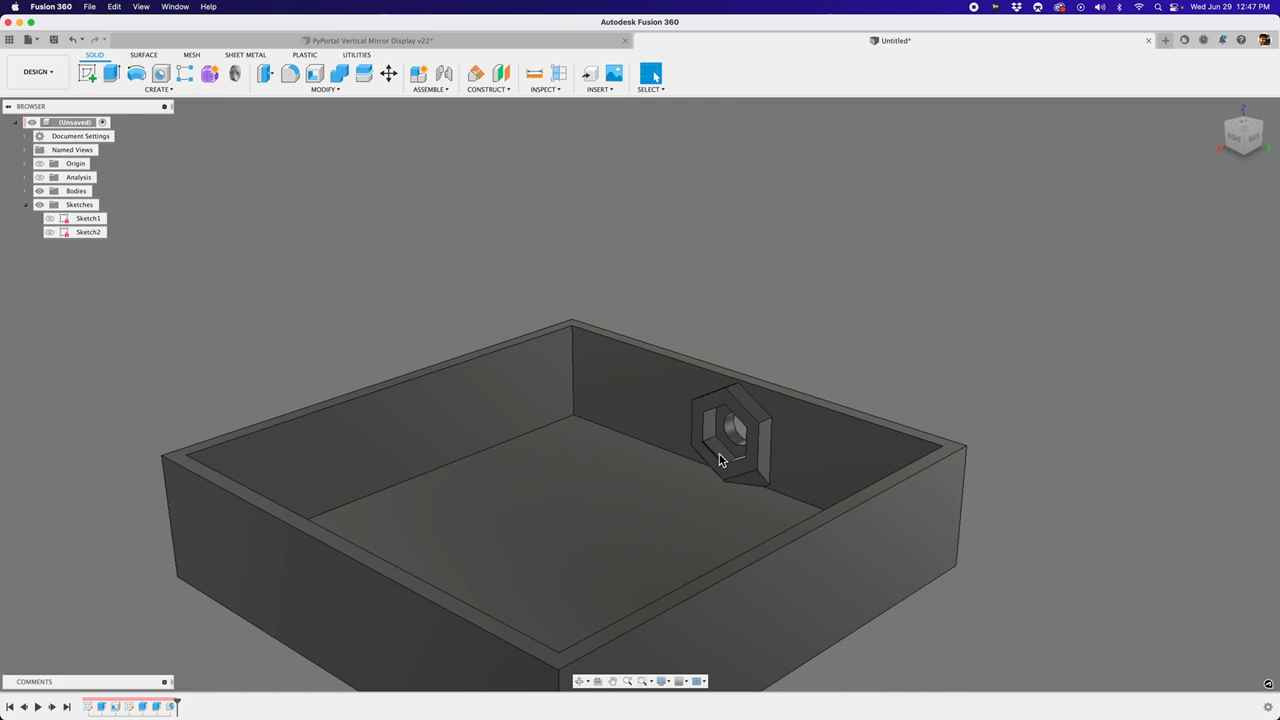 Fusion 360 File Edit View Window Help
Wed Jun 29 12:47 PM
Autodesk Fusion 360
PyPortal Vertical Mirror Display v22*
Untitled*
SOLID SURFACE MESH SHEET METAL PLASTIC UTILITIES
DESIGN
CREATE MODIFY ASSEMBLE CONSTRUCT INSPECT INSERT SELECT
BROWSER
(Unsaved)
Document Settings
Named Views
Origin
Analysis
Bodies
Sketches
Sketch1
Sketch2
Z
RIGHT BACK
COMMENTS